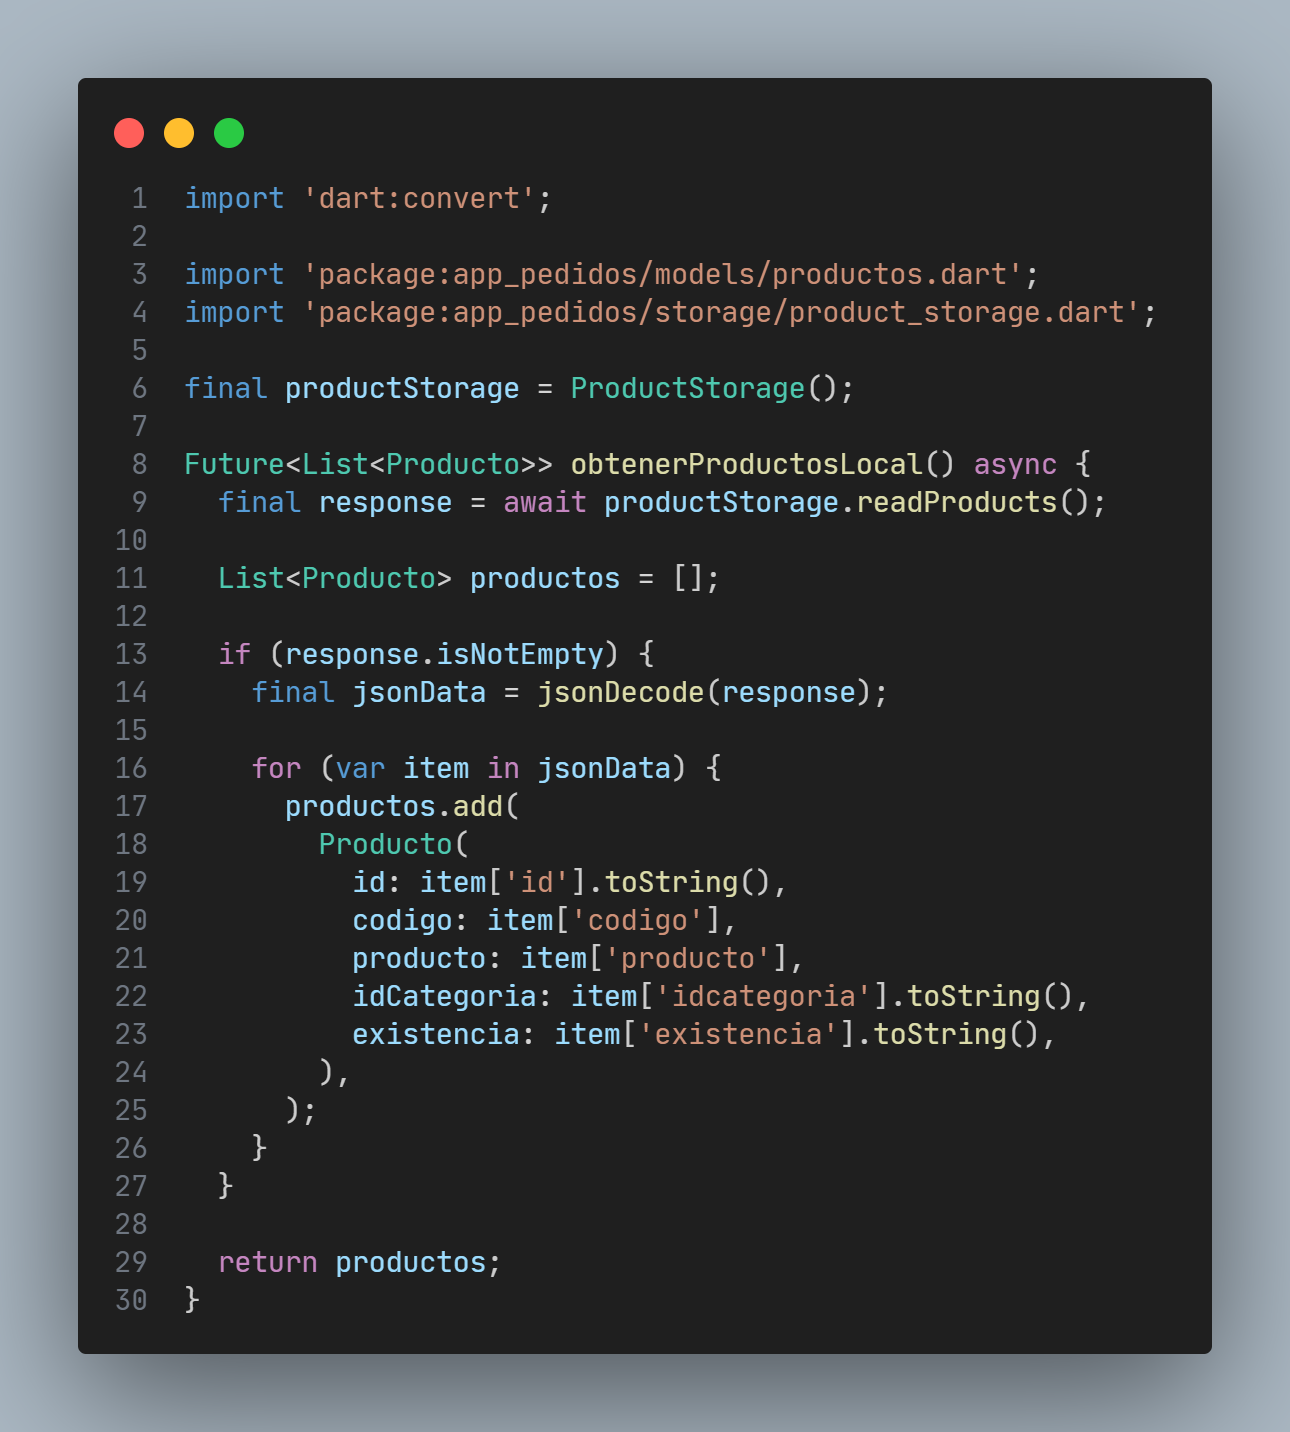 1 import 'dart:convert';
2
3 import 'package:app_pedidos/models/productos.dart';
4 import 'package:app_pedidos/storage/product_storage.dart';
5
6 final productStorage = ProductStorage();
7
8 Future<List<Producto>> obtenerProductosLocal() async {
9   final response = await productStorage.readProducts();
10
11   List<Producto> productos = [];
12
13   if (response.isNotEmpty) {
14     final jsonData = jsonDecode(response);
15
16     for (var item in jsonData) {
17       productos.add(
18         Producto(
19           id: item['id'].toString(),
20           codigo: item['codigo'],
21           producto: item['producto'],
22           idCategoria: item['idcategoria'].toString(),
23           existencia: item['existencia'].toString(),
24         ),
25       );
26     }
27   }
28
29   return productos;
30 }